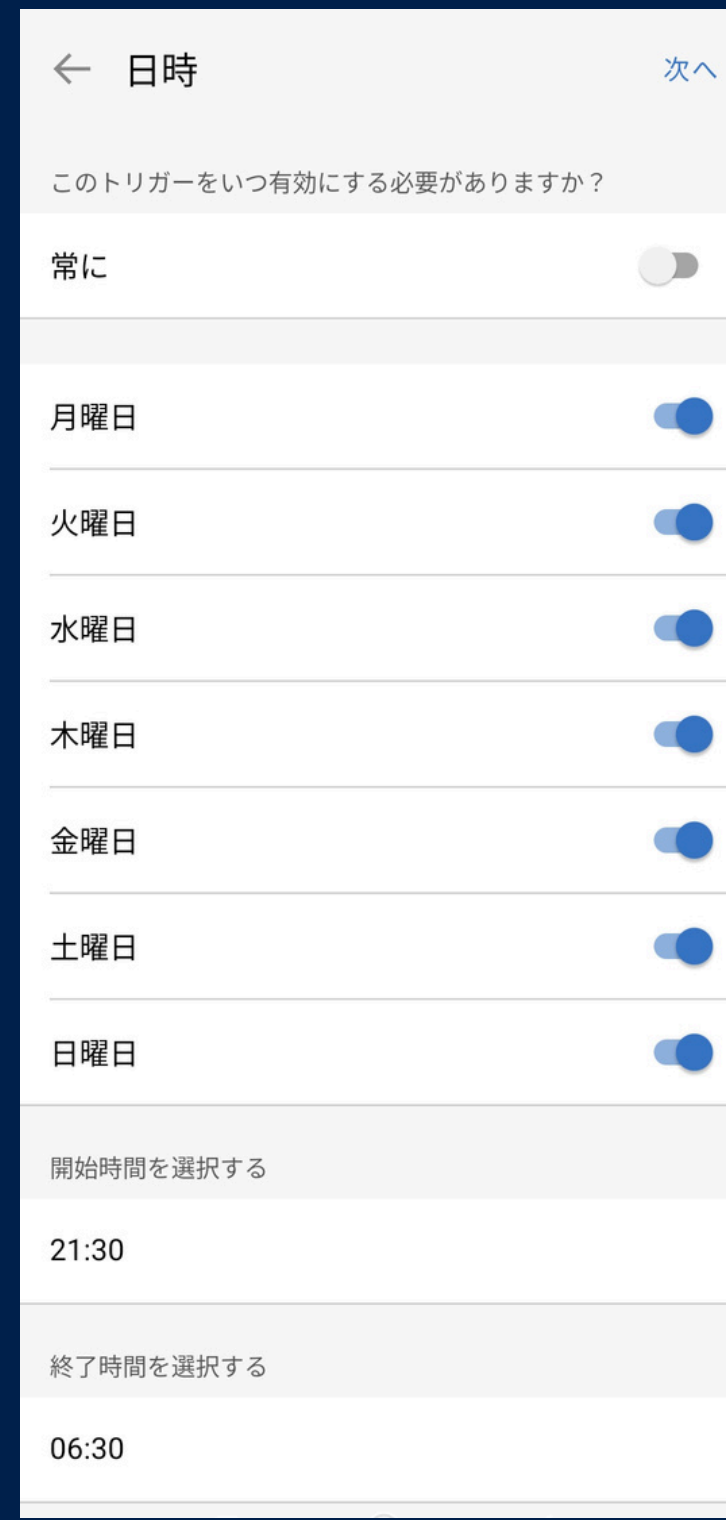 日時
次へ
このトリガーをいつ有効にする必要がありますか？
常に
月曜日
火曜日
水曜日
木曜日
金曜日
土曜日
日曜日
開始時間を選択する
21:30
終了時間を選択する
06:30